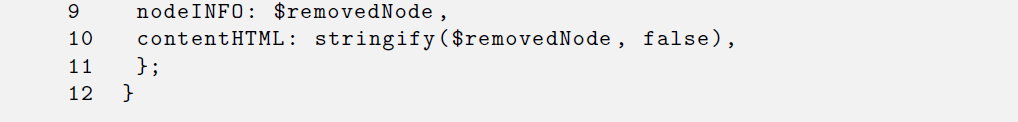 9 nodeINFO: $removedNode,
10 contentHTML: stringify($removedNode, false),
11 };
12 }